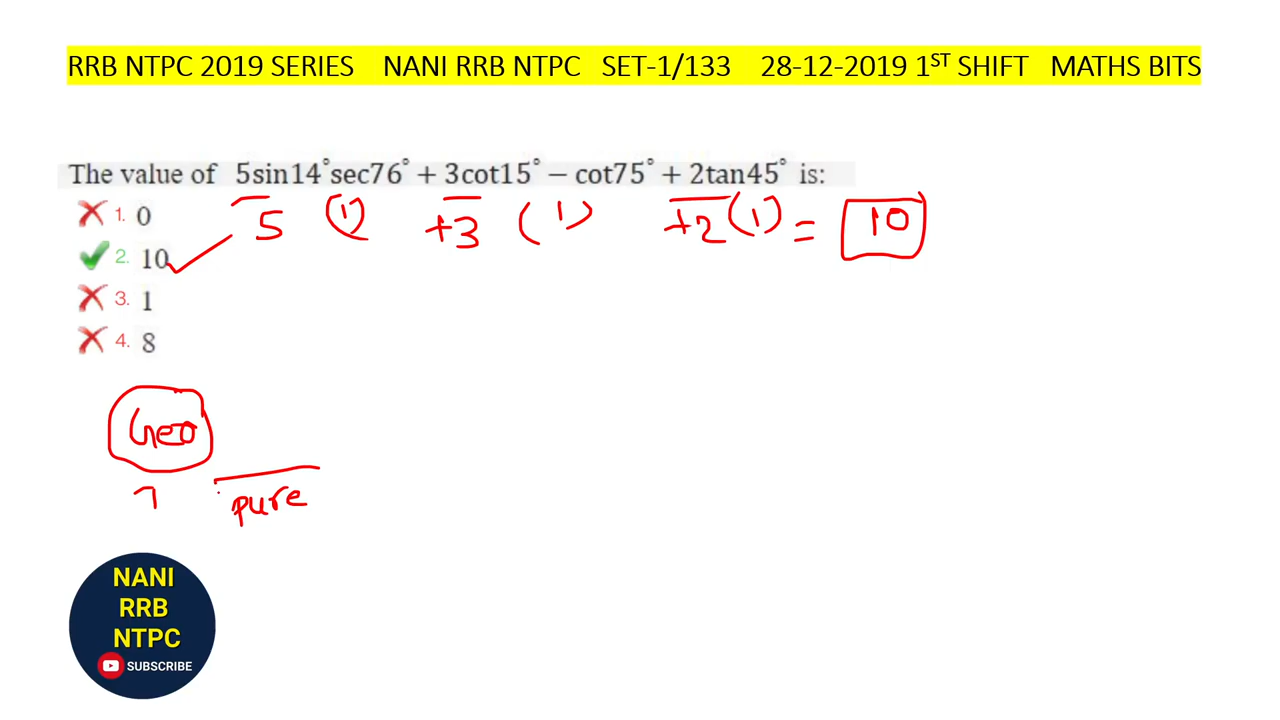 RRB NTPC 2019 SERIES NANI RRB NTPC SET-1/133 28-12-2019 1ST SHIFT MATHS BITS
The value of 5sin14°sec76° + 3cot15° − cot75° + 2tan45° is:
1. 0
5 (1) +3 (1) +2(1) = 10
2. 10
3. 1
4. 8
Geo
pure
NANI
RRB
NTPC
SUBSCRIBE